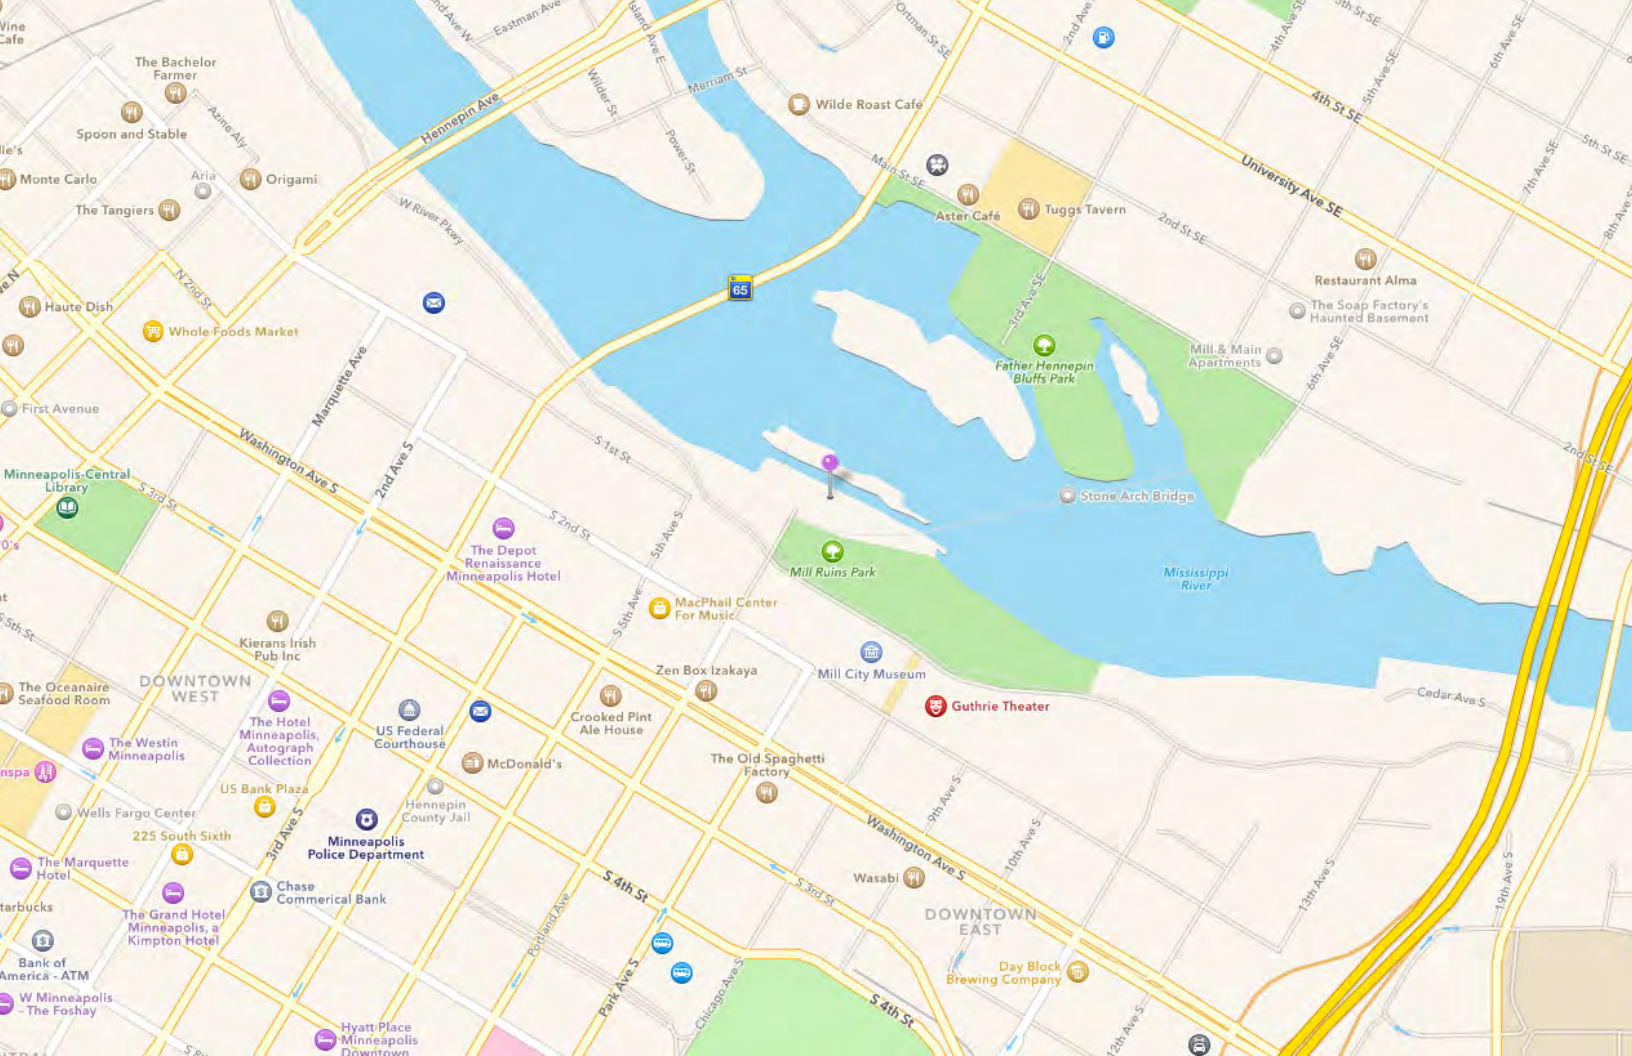 Wine
Cafe
Eastman Ave
Island Ave E
Ortman St SE
2nd Ave
4th Ave SE
5th St SE
6th Ave SE
The Bachelor
Farmer
Spoon and Stable
Azine Aly
Hennepin Ave
Wilder St
Merriam St
Power St
Wilde Roast Café
5th Ave SE
4th St SE
5th St SE
7th Ave SE
8th Ave SE
University Ave SE
Monte Carlo
Aria
Origami
The Tangiers
W River Pkwy
Main St SE
Aster Café
Tuggs Tavern
2nd St SE
Restaurant Alma
The Soap Factory's
Haunted Basement
3rd Ave SE
65
N 2nd St
Haute Dish
Whole Foods Market
Marquette Ave
Father Hennepin
Bluffs Park
Mill & Main
Apartments
6th Ave SE
First Avenue
Washington Ave S
2nd Ave S
S 1st St
2nd St SE
Minneapolis-Central
Library
S 3rd St
S 2nd St
5th Ave S
Stone Arch Bridge
The Depot
Renaissance
Minneapolis Hotel
Mill Ruins Park
Mississippi
River
S 5th St
S 5th Ave
MacPhail Center
For Music
Kierans Irish
Pub Inc
Mill City Museum
Zen Box Izakaya
DOWNTOWN
WEST
The Oceanaire
Seafood Room
Cedar Ave S
Guthrie Theater
The Hotel
Minneapolis,
Autograph
Collection
US Federal
Courthouse
Crooked Pint
Ale House
The Westin
Minneapolis
McDonald's
The Old Spaghetti
Factory
US Bank Plaza
Hennepin
County Jail
Wells Fargo Center
225 South Sixth
3rd Ave S
Minneapolis
Police Department
9th Ave S
10th Ave S
Washington Ave S
The Marquette
Hotel
Chase
Commerical Bank
S 4th St
Wasabi
S 3rd St
13th Ave S
19th Ave S
The Grand Hotel
Minneapolis, a
Kimpton Hotel
Portland Ave
DOWNTOWN
EAST
Bank of
America - ATM
Park Ave S
Chicago Ave S
Day Block
Brewing Company
W Minneapolis
- The Foshay
S 4th St
12th Ave S
Hyatt Place
Minneapolis
Downtown